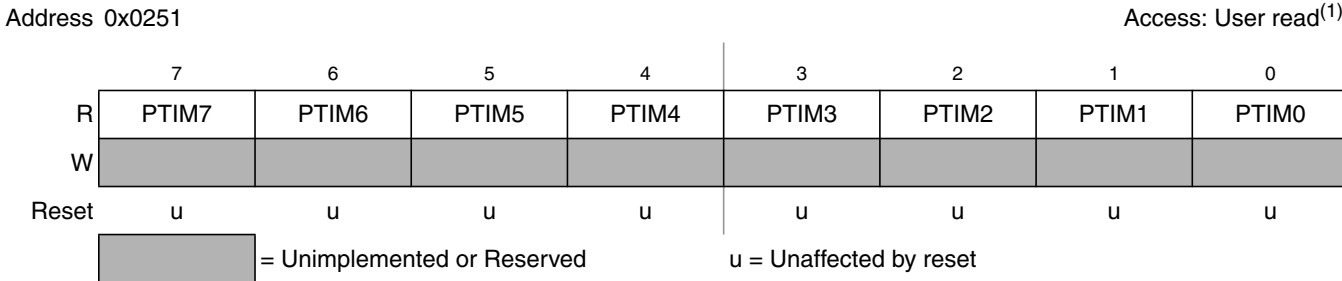 Address 0x0251 Access: User read(1)
7 6 5 4 3 2 1 0
R PTIM7 PTIM6 PTIM5 PTIM4 PTIM3 PTIM2 PTIM1 PTIM0
W
Reset u u u u u u u u
= Unimplemented or Reserved u = Unaffected by reset